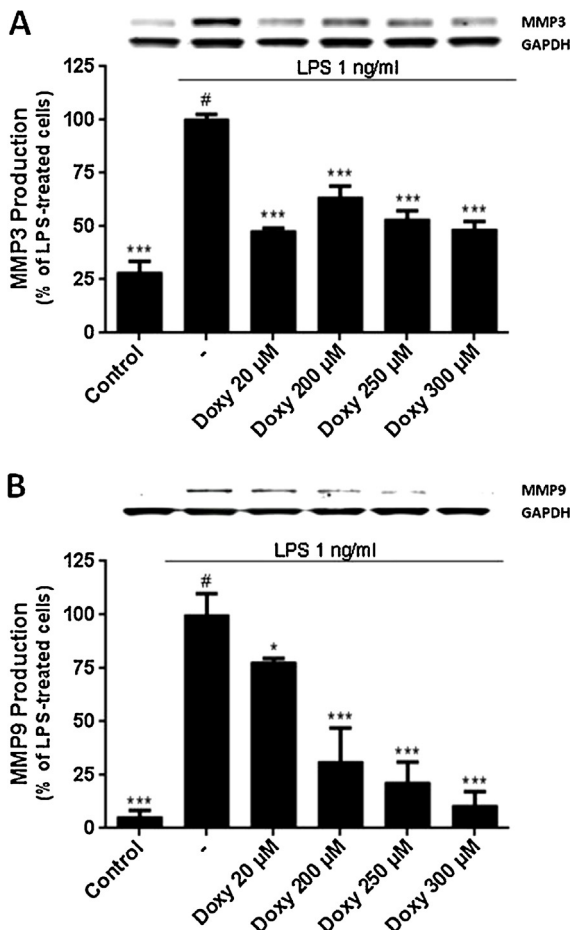 A
MMP3
GAPDH
LPS 1 ng/ml
MMP3 Production
(% of LPS-treated cells)
125
100
75
50
25
0
***
#
***
***
***
***
Control
-
Doxy 20 µM
Doxy 200 µM
Doxy 250 µM
Doxy 300 µM
B
MMP9
GAPDH
LPS 1 ng/ml
MMP9 Production
(% of LPS-treated cells)
125
100
75
50
25
0
***
#
*
***
***
***
Control
-
Doxy 20 µM
Doxy 200 µM
Doxy 250 µM
Doxy 300 µM